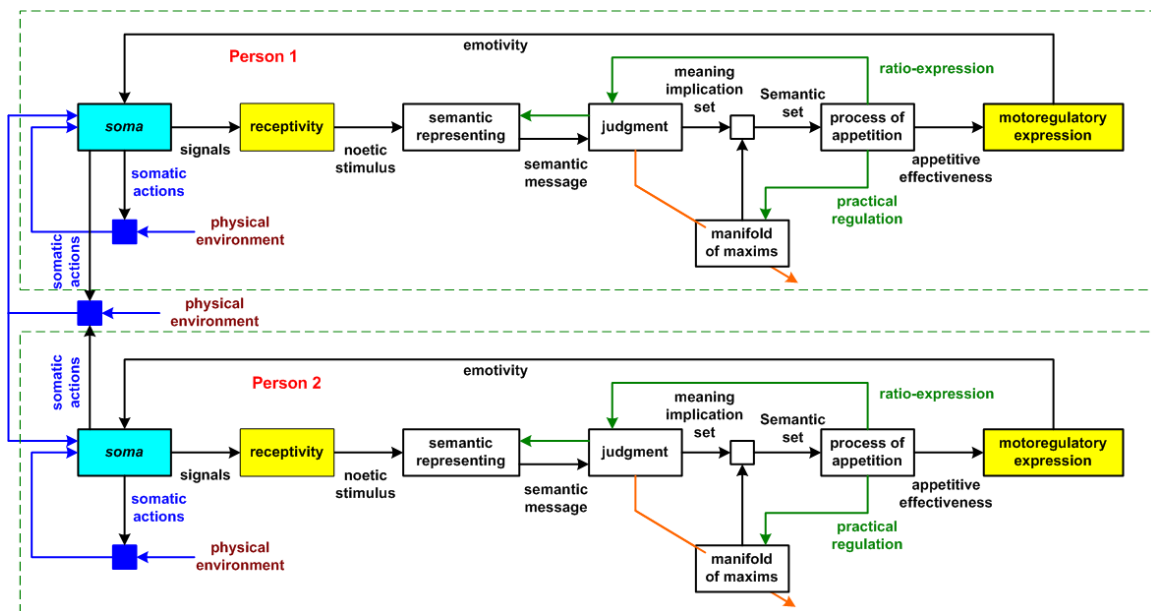 emotivity
Person 1
ratio-expression
meaning
implication
set
Semantic
set
soma
signals
receptivity
noetic
stimulus
semantic
representing
semantic
message
judgment
process of
appetition
appetitive
effectiveness
motoregulatory
expression
somatic
actions
physical
environment
practical
regulation
manifold
of maxims
somatic
actions
physical
environment
somatic
actions
emotivity
Person 2
ratio-expression
meaning
implication
set
Semantic
set
soma
signals
receptivity
noetic
stimulus
semantic
representing
semantic
message
judgment
process of
appetition
appetitive
effectiveness
motoregulatory
expression
somatic
actions
physical
environment
practical
regulation
manifold
of maxims